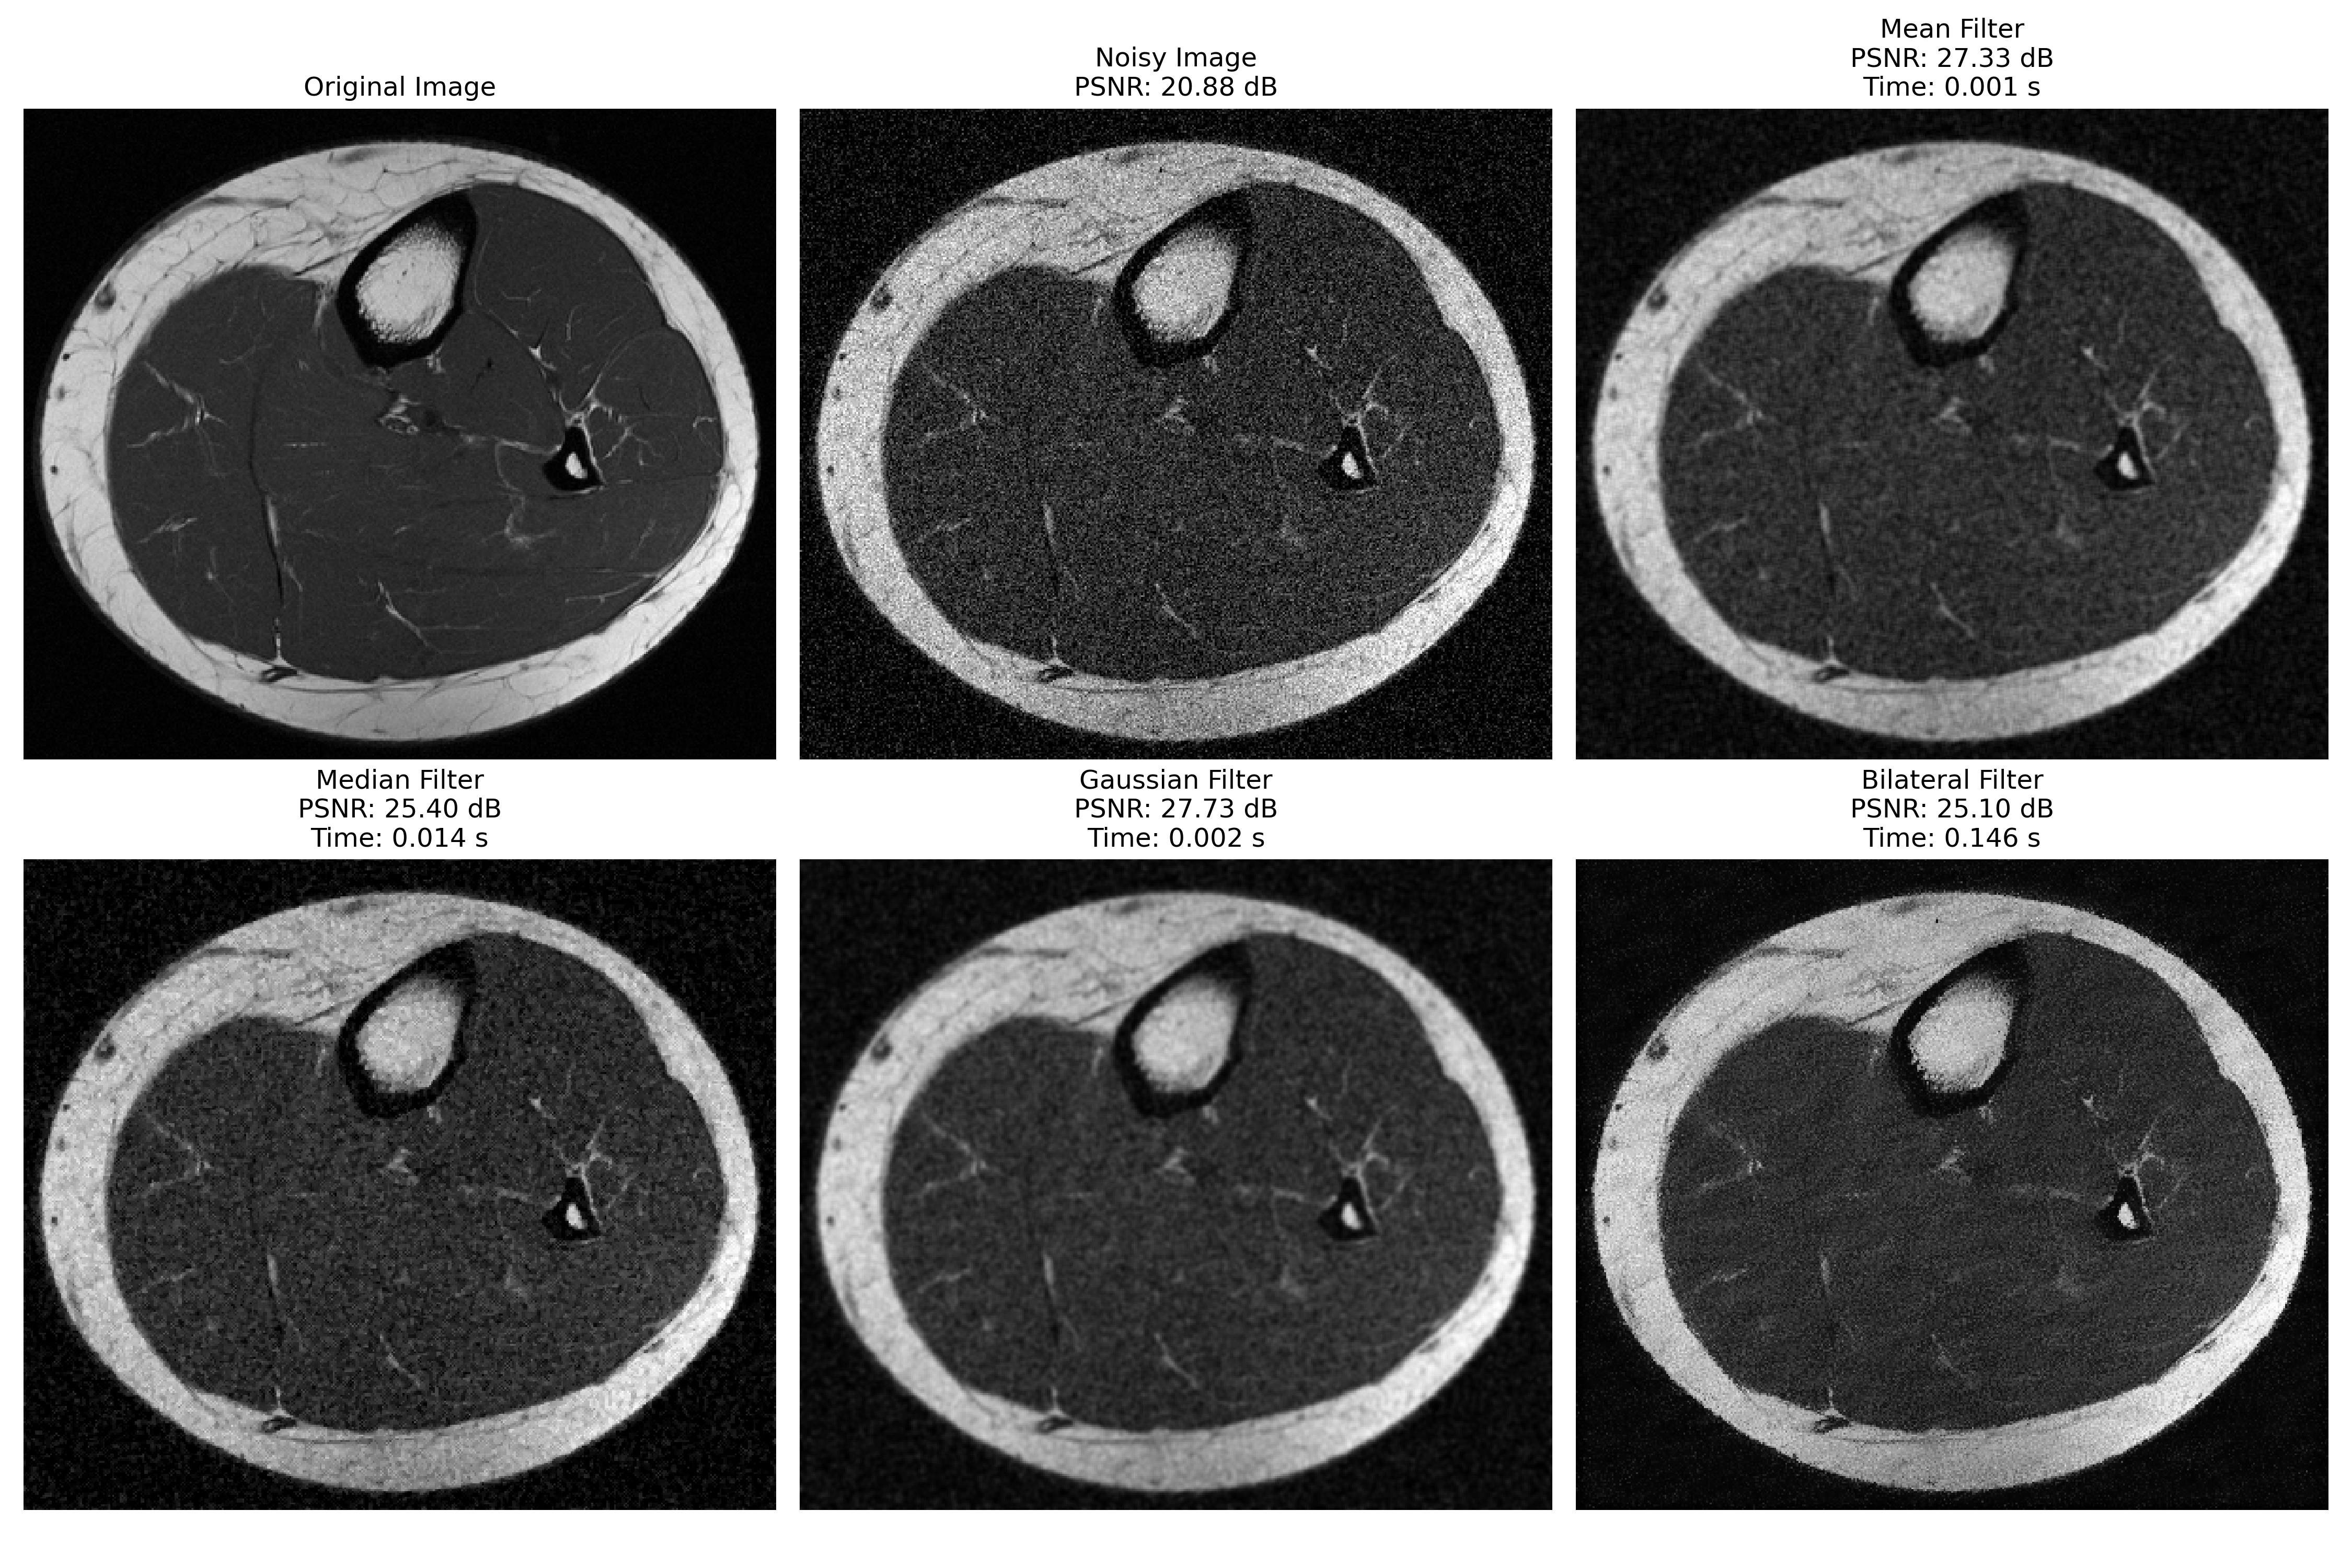 Original Image
Noisy Image
PSNR: 20.88 dB
Mean Filter
PSNR: 27.33 dB
Time: 0.001 s
Median Filter
PSNR: 25.40 dB
Time: 0.014 s
Gaussian Filter
PSNR: 27.73 dB
Time: 0.002 s
Bilateral Filter
PSNR: 25.10 dB
Time: 0.146 s